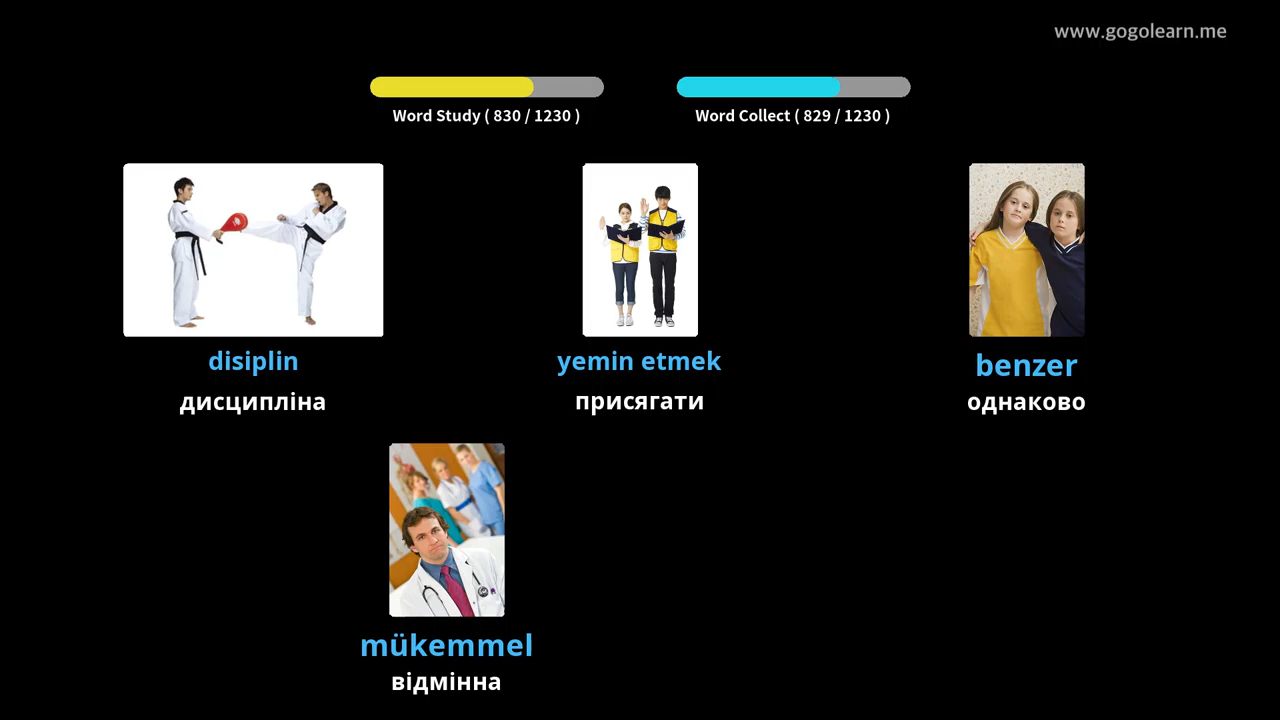 www.gogolearn.me
Word Study ( 830 / 1230 )
Word Collect ( 829 / 1230 )
disiplin
дисципліна
yemin etmek
присягати
benzer
однаково
mükemmel
відмінна